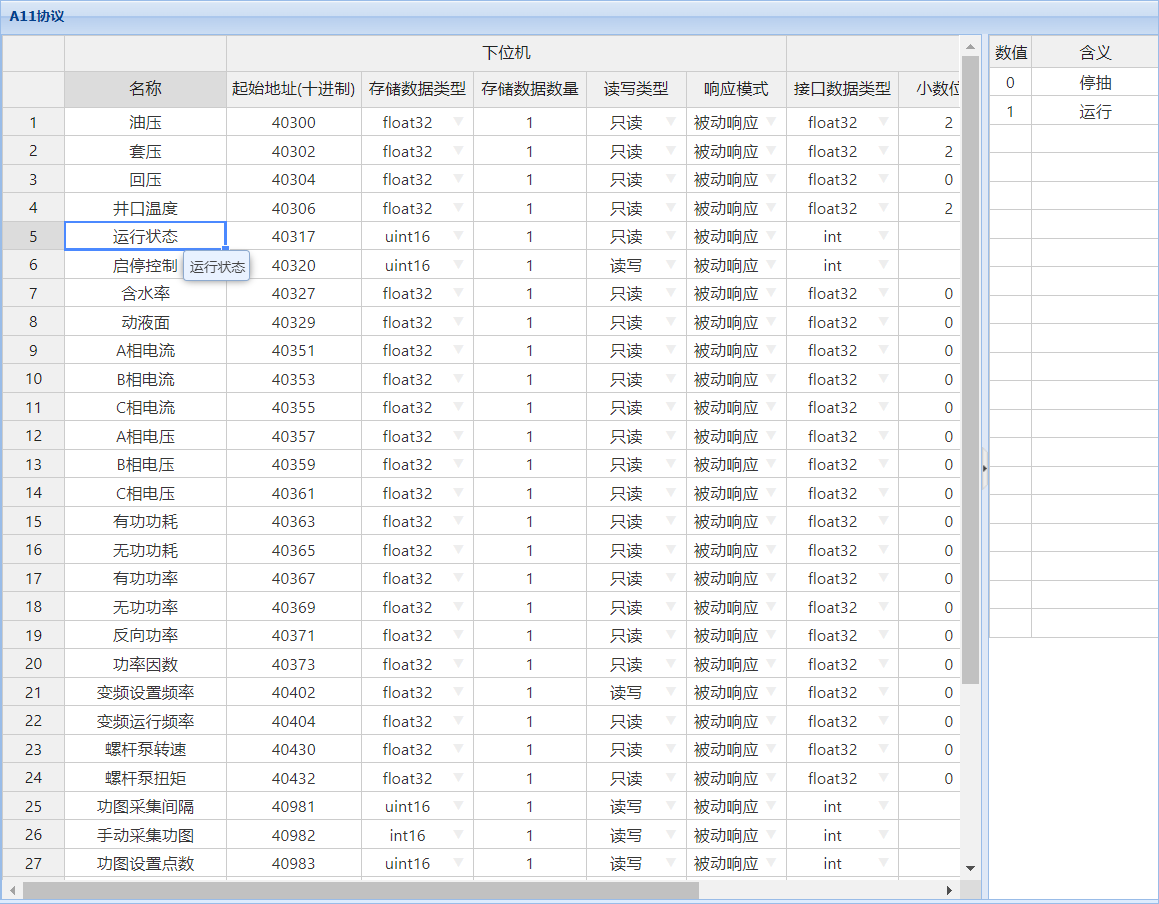 A11协议
下位机
名称 起始地址(十进制) 存储数据类型 存储数据数量 读写类型 响应模式 接口数据类型 小数位
1 油压 40300 float32 1 只读 被动响应 float32 2
2 套压 40302 float32 1 只读 被动响应 float32 2
3 回压 40304 float32 1 只读 被动响应 float32 0
4 井口温度 40306 float32 1 只读 被动响应 float32 2
5 运行状态 40317 uint16 1 只读 被动响应 int
6 启停控制 40320 uint16 1 读写 被动响应 int
运行状态
7 含水率 40327 float32 1 只读 被动响应 float32 0
8 动液面 40329 float32 1 只读 被动响应 float32 0
9 A相电流 40351 float32 1 只读 被动响应 float32 0
10 B相电流 40353 float32 1 只读 被动响应 float32 0
11 C相电流 40355 float32 1 只读 被动响应 float32 0
12 A相电压 40357 float32 1 只读 被动响应 float32 0
13 B相电压 40359 float32 1 只读 被动响应 float32 0
14 C相电压 40361 float32 1 只读 被动响应 float32 0
15 有功功耗 40363 float32 1 只读 被动响应 float32 0
16 无功功耗 40365 float32 1 只读 被动响应 float32 0
17 有功功率 40367 float32 1 只读 被动响应 float32 0
18 无功功率 40369 float32 1 只读 被动响应 float32 0
19 反向功率 40371 float32 1 只读 被动响应 float32 0
20 功率因数 40373 float32 1 只读 被动响应 float32 0
21 变频设置频率 40402 float32 1 读写 被动响应 float32 0
22 变频运行频率 40404 float32 1 只读 被动响应 float32 0
23 螺杆泵转速 40430 float32 1 只读 被动响应 float32 0
24 螺杆泵扭矩 40432 float32 1 只读 被动响应 float32 0
25 功图采集间隔 40981 uint16 1 读写 被动响应 int
26 手动采集功图 40982 int16 1 读写 被动响应 int
27 功图设置点数 40983 uint16 1 读写 被动响应 int
数值 含义
0 停抽
1 运行